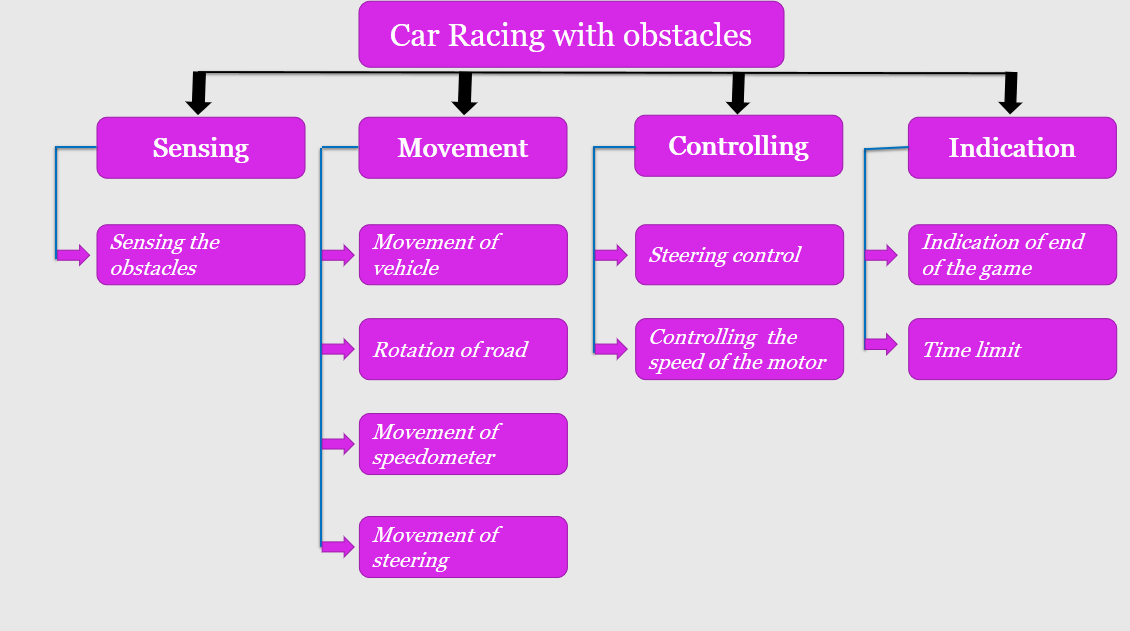 Car Racing with obstacles
Sensing
Movement
Controlling
Indication
Sensing the
obstacles
Movement of
vehicle
Rotation of road
Movement of
speedometer
Movement of
steering
Steering control
Controlling  the
speed of the motor
Indication of end
of the game
Time limit